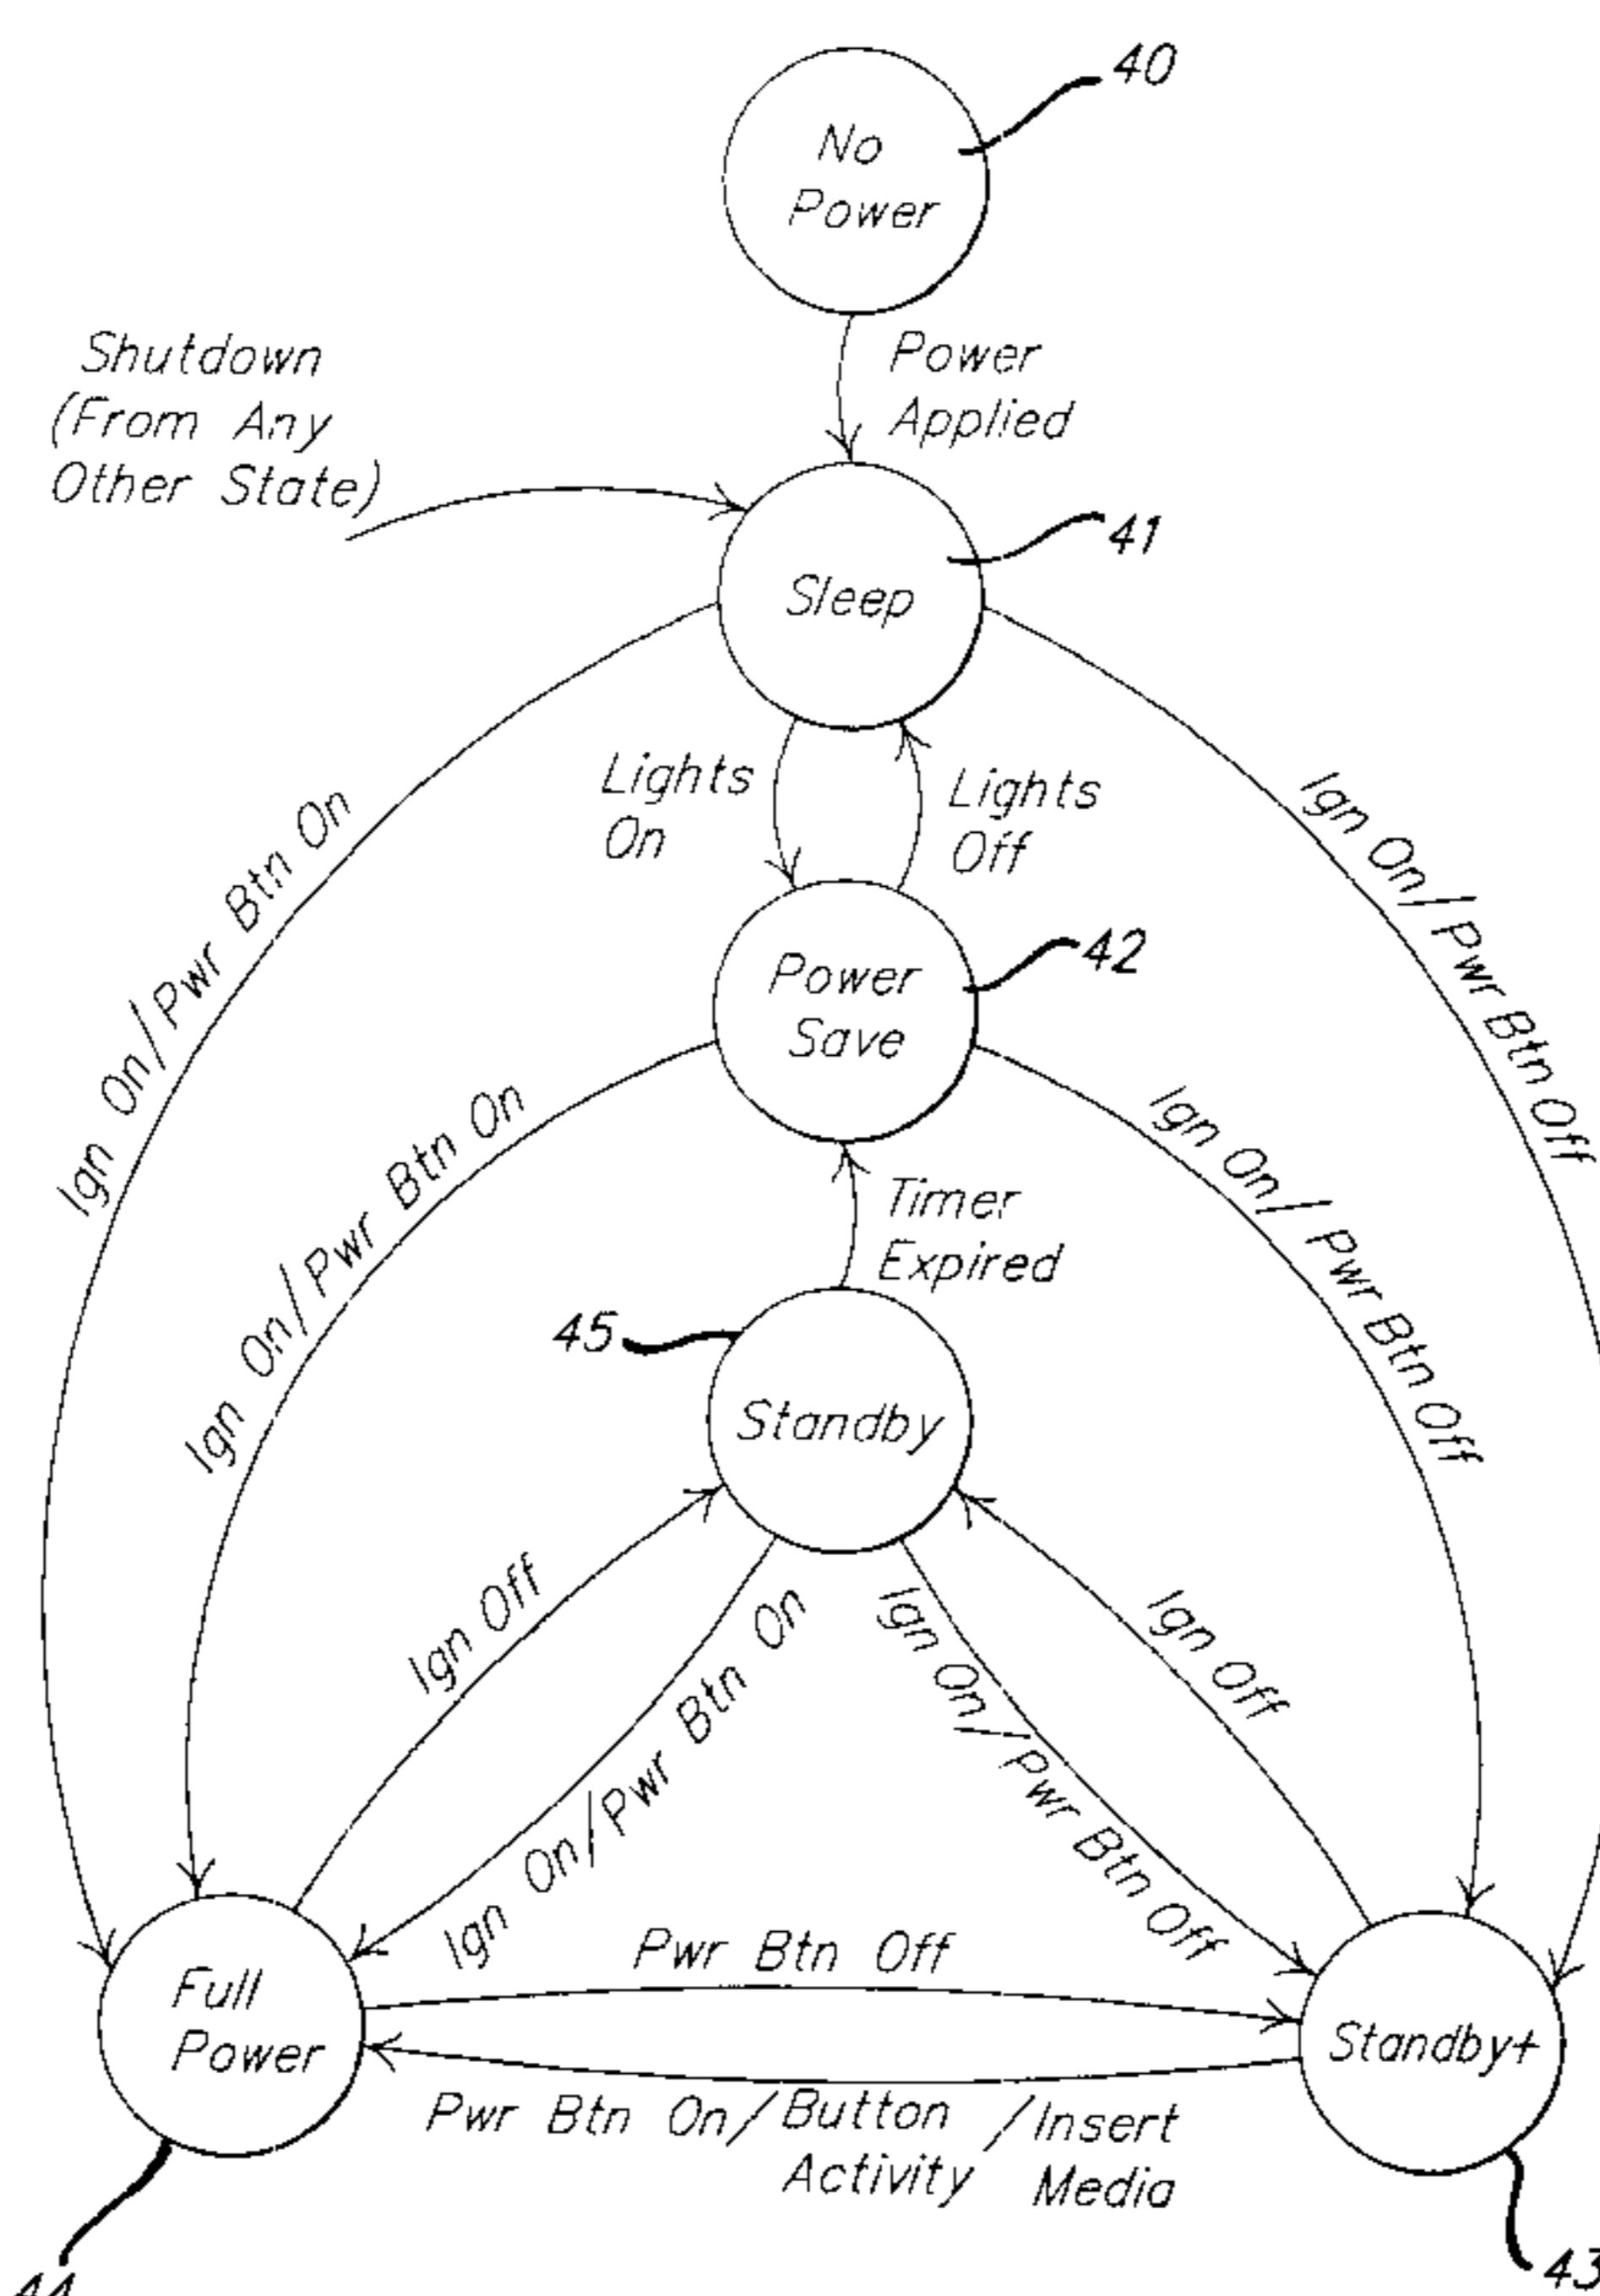 40
No
Power
Power
Applied
Shutdown
(From Any
Other State)
41
Sleep
Lights
On
Lights
Off
Ign On/Pwr Btn On
Ign On/Pwr Btn Off
42
Power
Save
Ign On/Pwr Btn On
Ign On/Pwr Btn Off
Timer
Expired
45
Standby
Ign Off
Ign On/Pwr Btn On
Ign On/Pwr Btn Off
Ign Off
Pwr Btn Off
Full
Power
Standby+
Pwr Btn On/Button /Insert
Activity Media
44
43